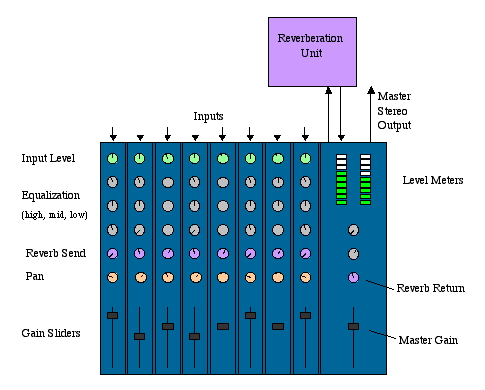 Reverberation
Unit
Master
Stereo
Output
Inputs
Input Level
Level Meters
Equalization
(high, mid, low)
Reverb Send
Pan
Reverb Return
Gain Sliders
Master Gain